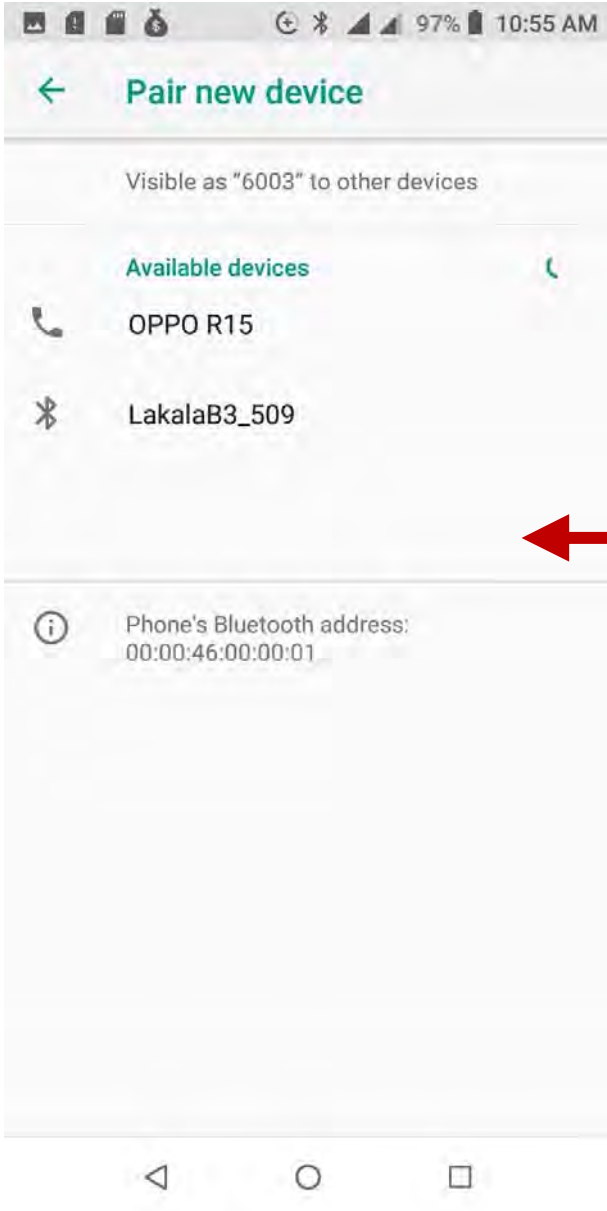 97% 10:55 AM
Pair new device
Visible as "6003" to other devices
Available devices
OPPO R15
LakalaB3_509
Phone's Bluetooth address:
00:00:46:00:00:01